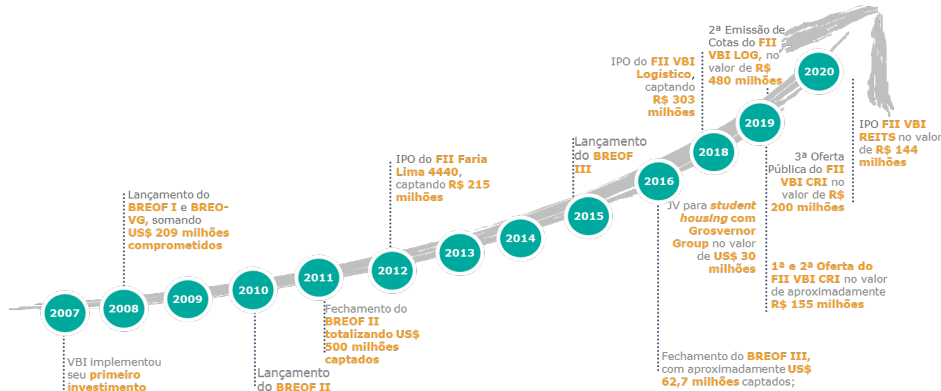 2007
VBI implementou
seu primeiro
investimento
2008
Lançamento do
BREOF I e BREO-
VG, somando
US$ 209 milhões
comprometidos
2009
2010
Lançamento
do BREOF II
2011
Fechamento do
BREOF II
totalizando US$
500 milhões
captados
2012
IPO do FII Faria
Lima 4440,
captando R$ 215
milhões
2013
2014
2015
Lançamento
do BREOF
III
2016
JV para student
housing com
Grosvernor
Group no valor
de US$ 30
milhões
Fechamento do BREOF III,
com aproximadamente US$
62,7 milhões captados;
2018
IPO do FII VBI
Logístico,
captando
R$ 303
milhões
2019
2ª Emissão de
Cotas do FII
VBI LOG, no
valor de R$
480 milhões
3ª Oferta
Pública do FII
VBI CRI no
valor de R$
200 milhões
1ª e 2ª Oferta do
FII VBI CRI no valor
de aproximadamente
R$ 155 milhões
2020
IPO FII VBI
REITS no valor
de R$ 144
milhões